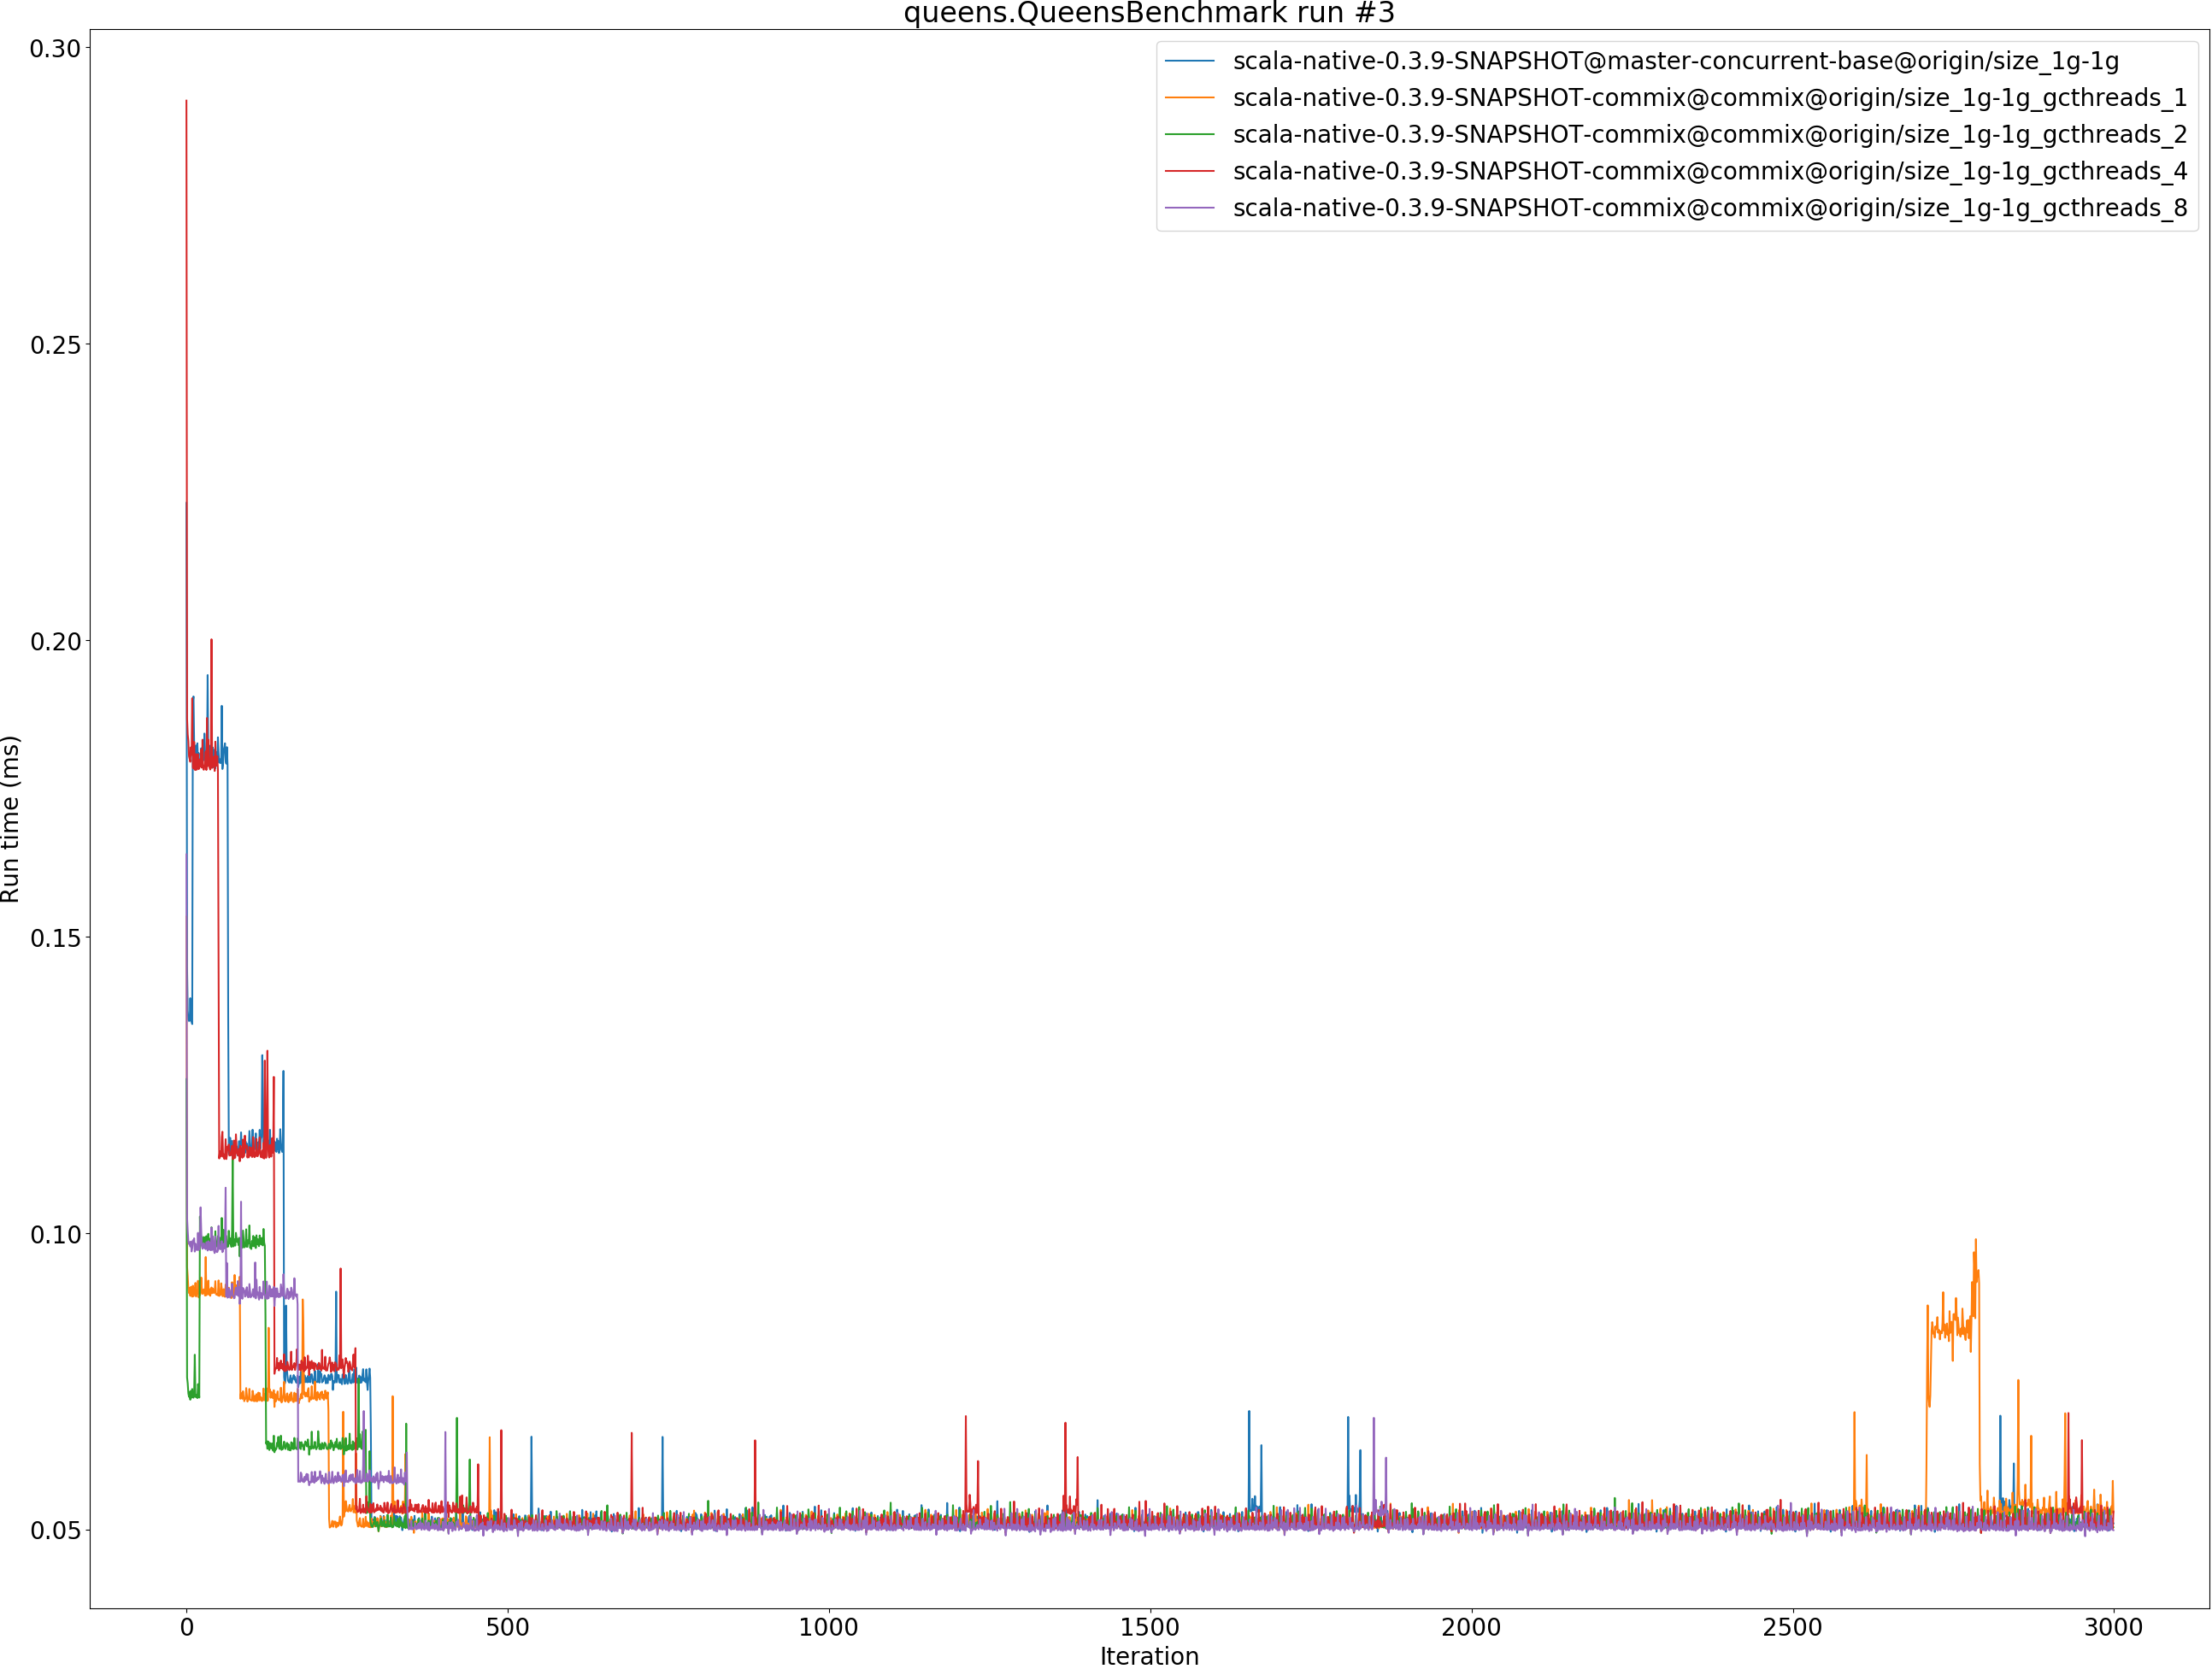 queens.QueensBenchmark run #3
scala-native-0.3.9-SNAPSHOT@master-concurrent-base@origin/size_1g-1g
scala-native-0.3.9-SNAPSHOT-commix@commix@origin/size_1g-1g_gcthreads_1
scala-native-0.3.9-SNAPSHOT-commix@commix@origin/size_1g-1g_gcthreads_2
scala-native-0.3.9-SNAPSHOT-commix@commix@origin/size_1g-1g_gcthreads_4
scala-native-0.3.9-SNAPSHOT-commix@commix@origin/size_1g-1g_gcthreads_8
Run time (ms)
0.30
0.25
0.20
0.15
0.10
0.05
0 500 1000 1500 2000 2500 3000
Iteration